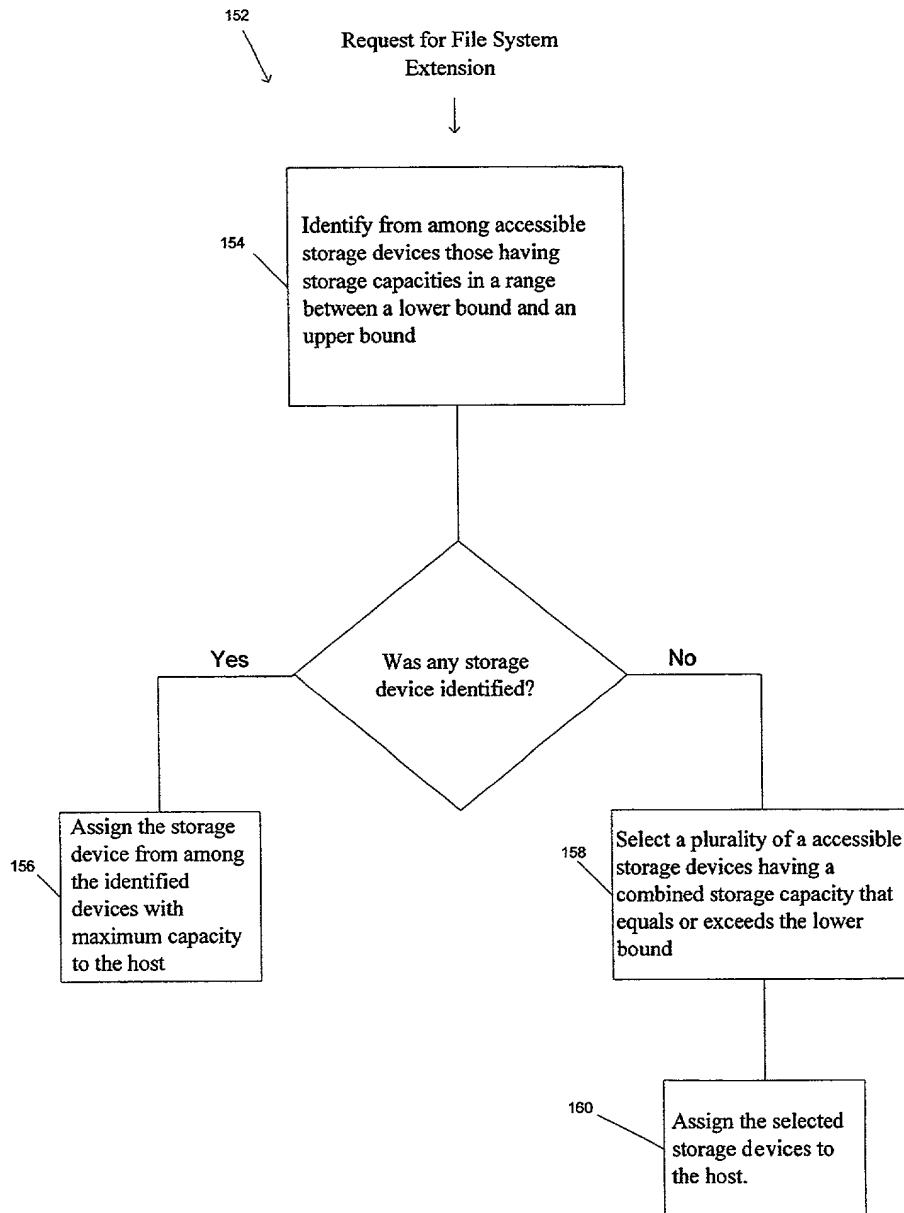 152
Request for File System
Extension
154
Identify from among accessible
storage devices those having
storage capacities in a range
between a lower bound and an
upper bound
Was any storage
device identified?
Yes
No
156
Assign the storage
device from among
the identified
devices with
maximum capacity
to the host
158
Select a plurality of a accessible
storage devices having a
combined storage capacity that
equals or exceeds the lower
bound
160
Assign the selected
storage devices to
the host.